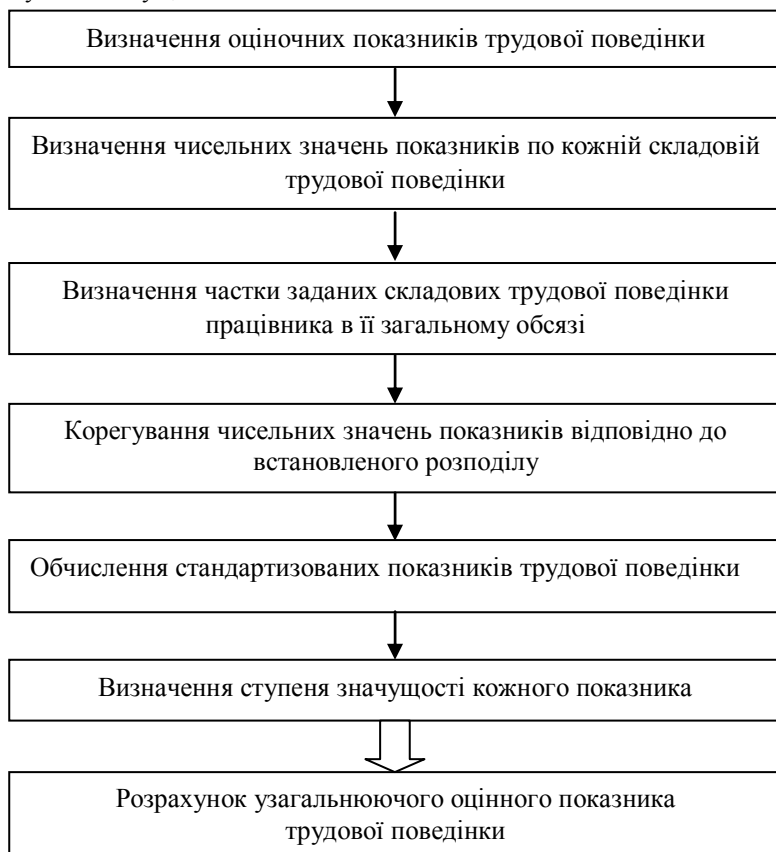 Визначення оціночних показників трудової поведінки
Визначення чисельних значень показників по кожній складовій
трудової поведінки
Визначення частки заданих складових трудової поведінки
працівника в її загальному обсязі
Корегування чисельних значень показників відповідно до
встановленого розподілу
Обчислення стандартизованих показників трудової поведінки
Визначення ступеня значущості кожного показника
Розрахунок узагальнюючого оцінного показника
трудової поведінки